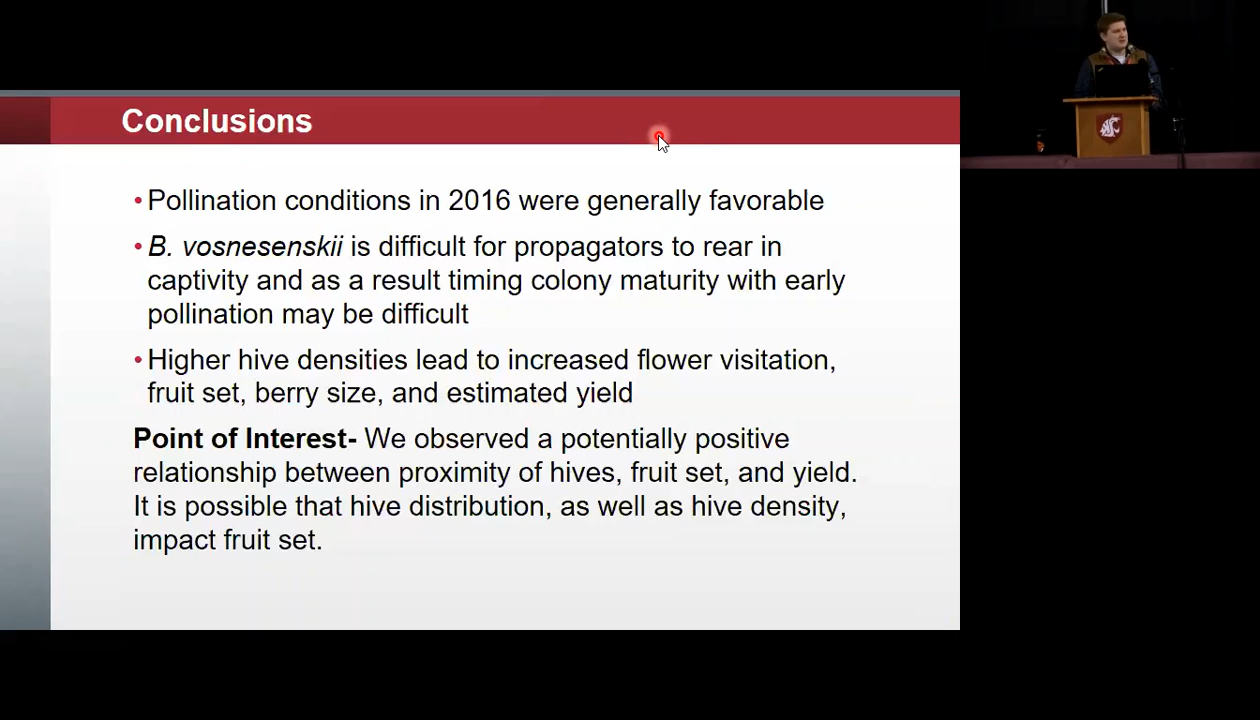 Conclusions
• Pollination conditions in 2016 were generally favorable
• B. vosnesenskii is difficult for propagators to rear in
captivity and as a result timing colony maturity with early
pollination may be difficult
• Higher hive densities lead to increased flower visitation,
fruit set, berry size, and estimated yield
Point of Interest- We observed a potentially positive
relationship between proximity of hives, fruit set, and yield.
It is possible that hive distribution, as well as hive density,
impact fruit set.